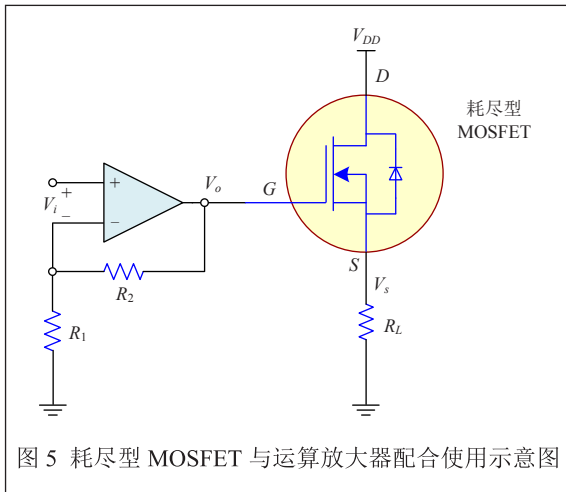 V_DD
D
耗尽型
MOSFET
+
+
V_i
−
−
V_o
G
S
V_s
R_2
R_1
R_L
图 5 耗尽型 MOSFET 与运算放大器配合使用示意图